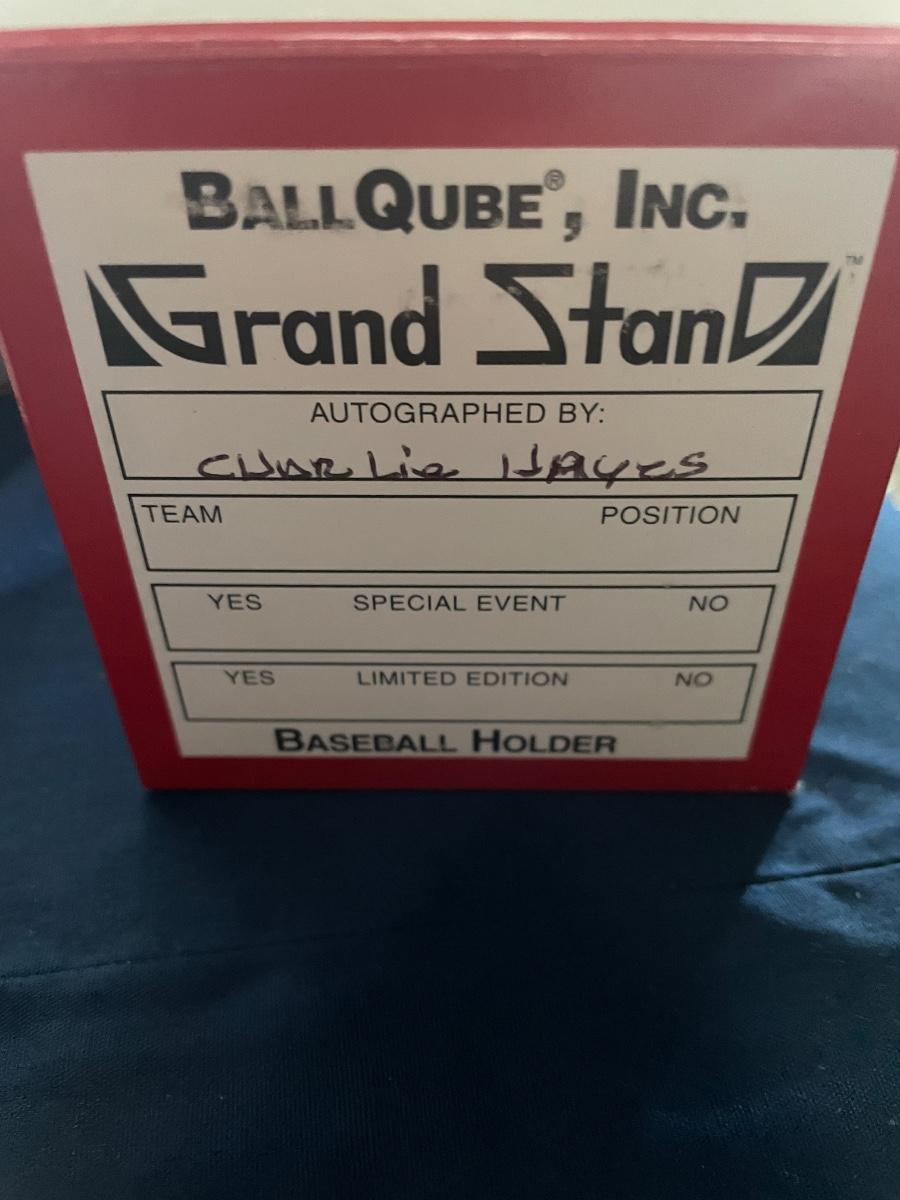 BALLQUBE®, INC.
Grand Stand™
AUTOGRAPHED BY:
CHARLie HAYES
TEAM POSITION
YES SPECIAL EVENT NO
YES LIMITED EDITION NO
BASEBALL HOLDER